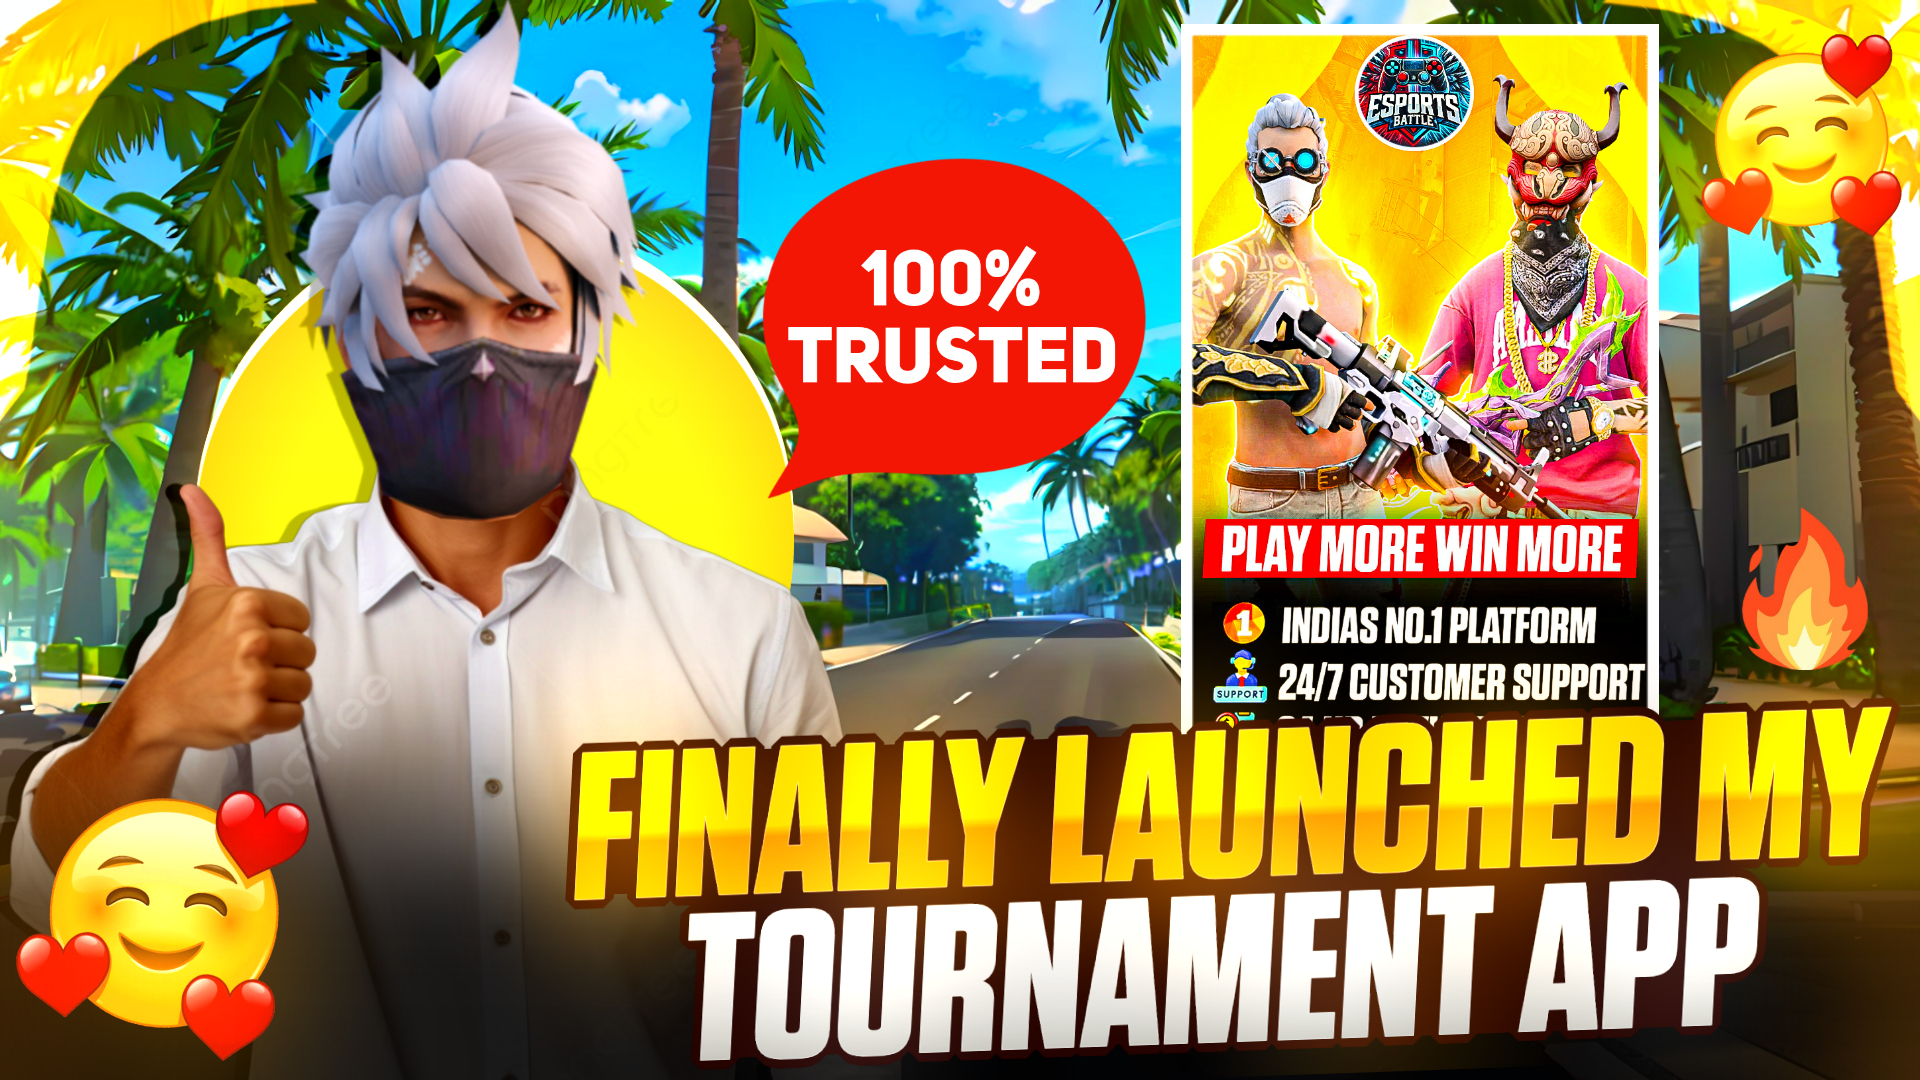 ESPORTS
BATTLE
100%
TRUSTED
PLAY MORE WIN MORE
1 INDIAS NO.1 PLATFORM
SUPPORT
24/7 CUSTOMER SUPPORT
FINALLY LAUNCHED MY
TOURNAMENT APP